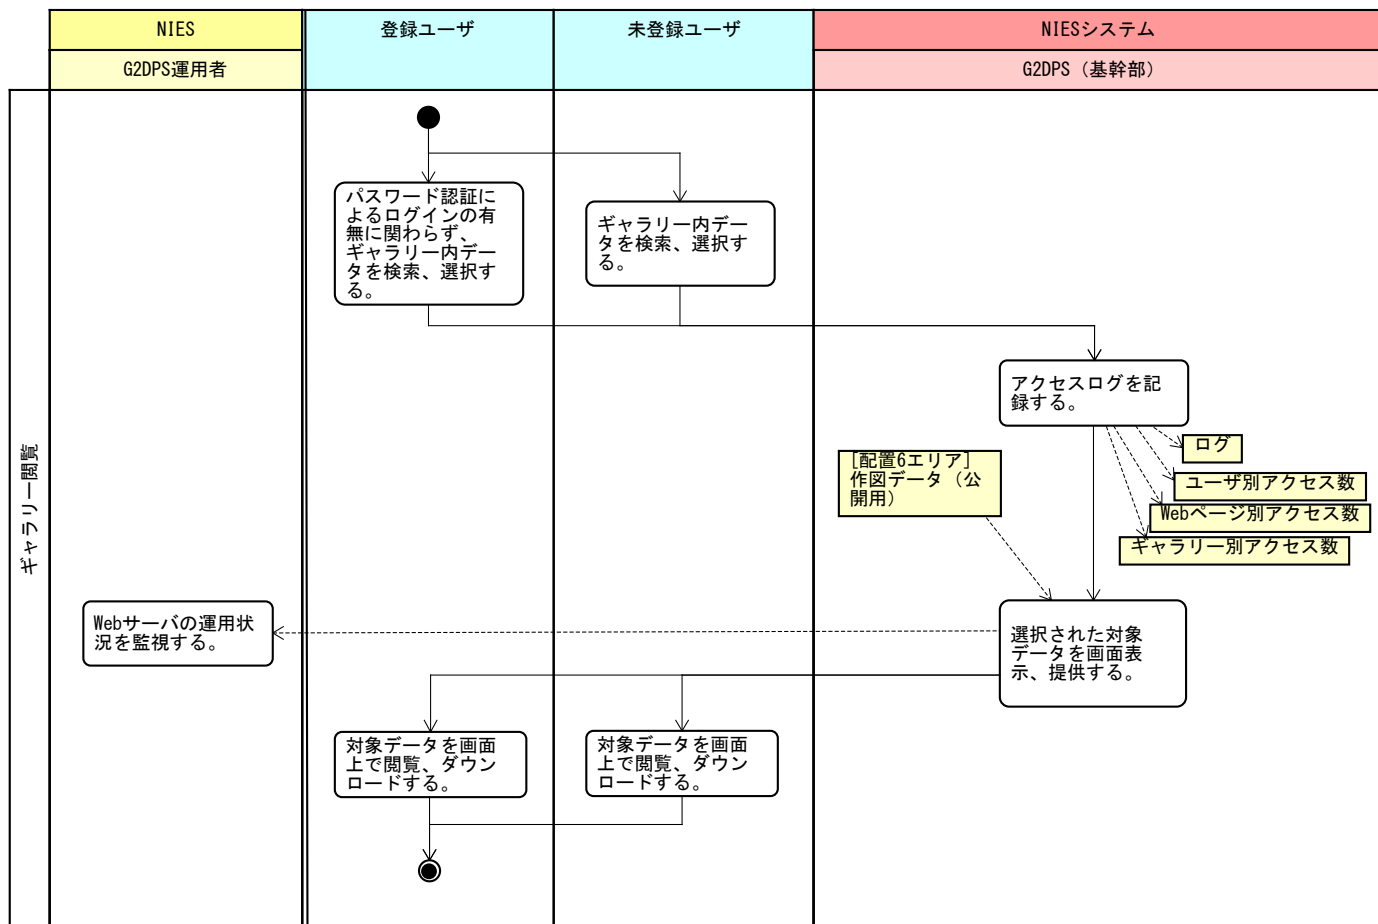 NIES
登録ユーザ
未登録ユーザ
NIESシステム
G2DPS運用者
G2DPS（基幹部）
ギャラリー閲覧
パスワード認証に
よるログインの有
無に関わらず、
ギャラリー内デー
タを検索、選択す
る。
ギャラリー内デー
タを検索、選択す
る。
アクセスログを記
録する。
ログ
ユーザ別アクセス数
Webページ別アクセス数
ギャラリー別アクセス数
[配置6エリア]
作図データ（公
開用）
Webサーバの運用状
況を監視する。
選択された対象
データを画面表
示、提供する。
対象データを画面
上で閲覧、ダウン
ロードする。
対象データを画面
上で閲覧、ダウン
ロードする。